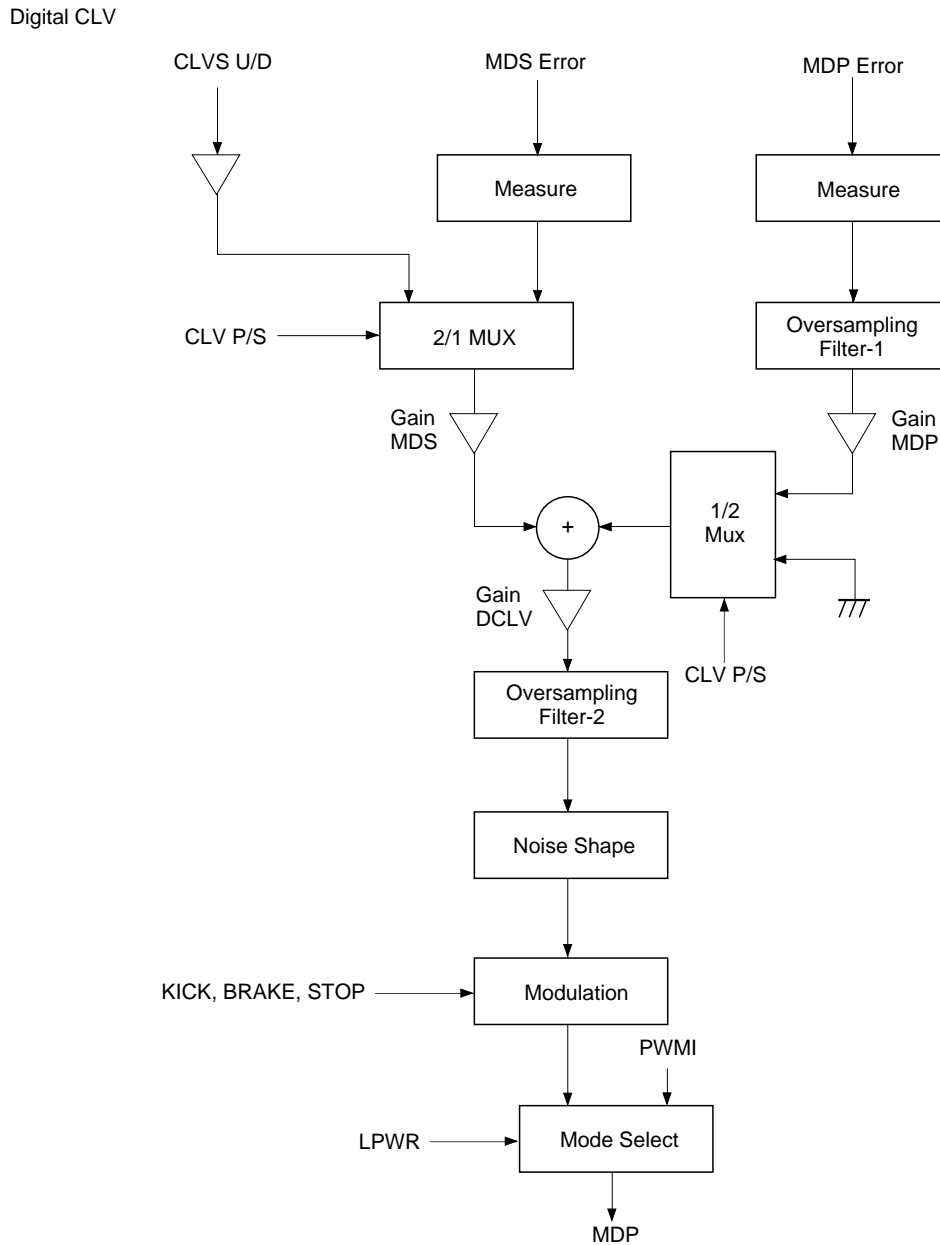 Digital CLV
CLVS U/D
MDS Error
MDP Error
Measure
Measure
CLV P/S
2/1 MUX
Oversampling
Filter-1
Gain
MDS
Gain
MDP
1/2
Mux
+
Gain
DCLV
CLV P/S
Oversampling
Filter-2
Noise Shape
KICK, BRAKE, STOP
Modulation
PWMI
LPWR
Mode Select
MDP